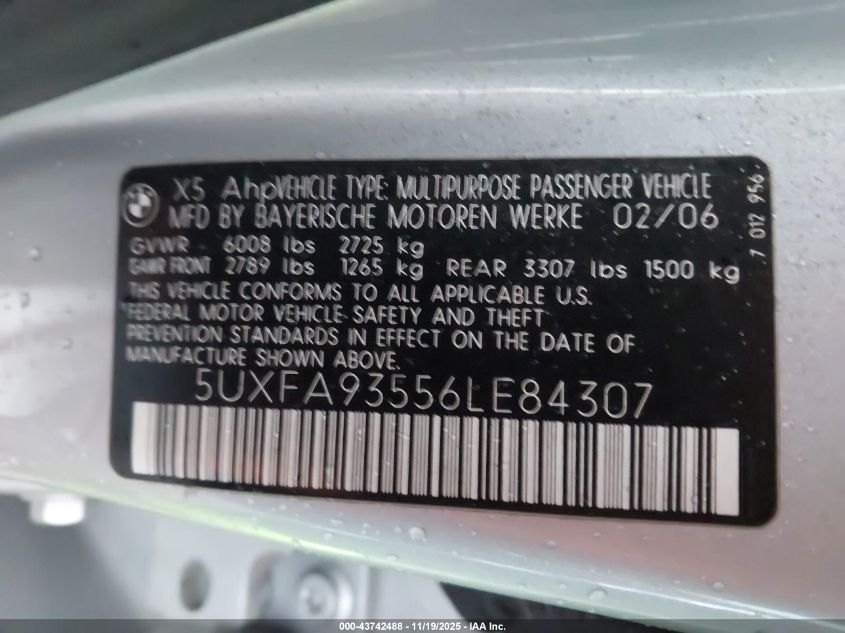 X5 Ahp VEHICLE TYPE: MULTIPURPOSE PASSENGER VEHICLE
MFD BY BAYERISCHE MOTOREN WERKE 02/06
GVWR - 6008 lbs 2725 kg
GAWR FRONT 2789 lbs 1265 kg REAR 3307 lbs 1500 kg
THIS VEHICLE CONFORMS TO ALL APPLICABLE U.S.
FEDERAL MOTOR VEHICLE SAFETY AND THEFT
PREVENTION STANDARDS IN EFFECT ON THE DATE OF
MANUFACTURE SHOWN ABOVE.
5UXFA93556LE84307
7 012 956
000-43742488 - 11/19/2025 - IAA, Inc.